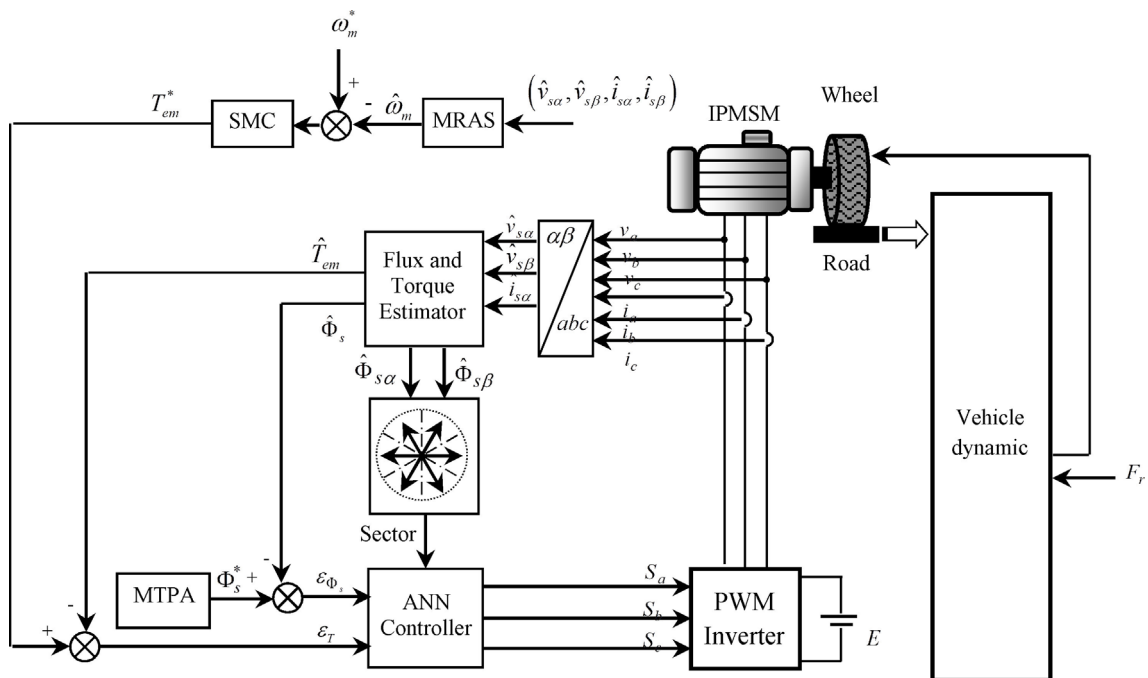 ω*m
T*em
+
-
ω̂m
(v̂sα, v̂sβ, îsα, îsβ)
SMC
MRAS
IPMSM
Wheel
Road
v̂sα
v̂sβ
îsα
αβ
abc
va
vb
vc
ia
ib
ic
T̂em
Flux and
Torque
Estimator
Φ̂s
Φ̂sα
Φ̂sβ
Vehicle
dynamic
Fr
Sector
-
MTPA
Φ*s
+
εΦs
ANN
Controller
Sa
Sb
Sc
PWM
Inverter
E
-
+
εT